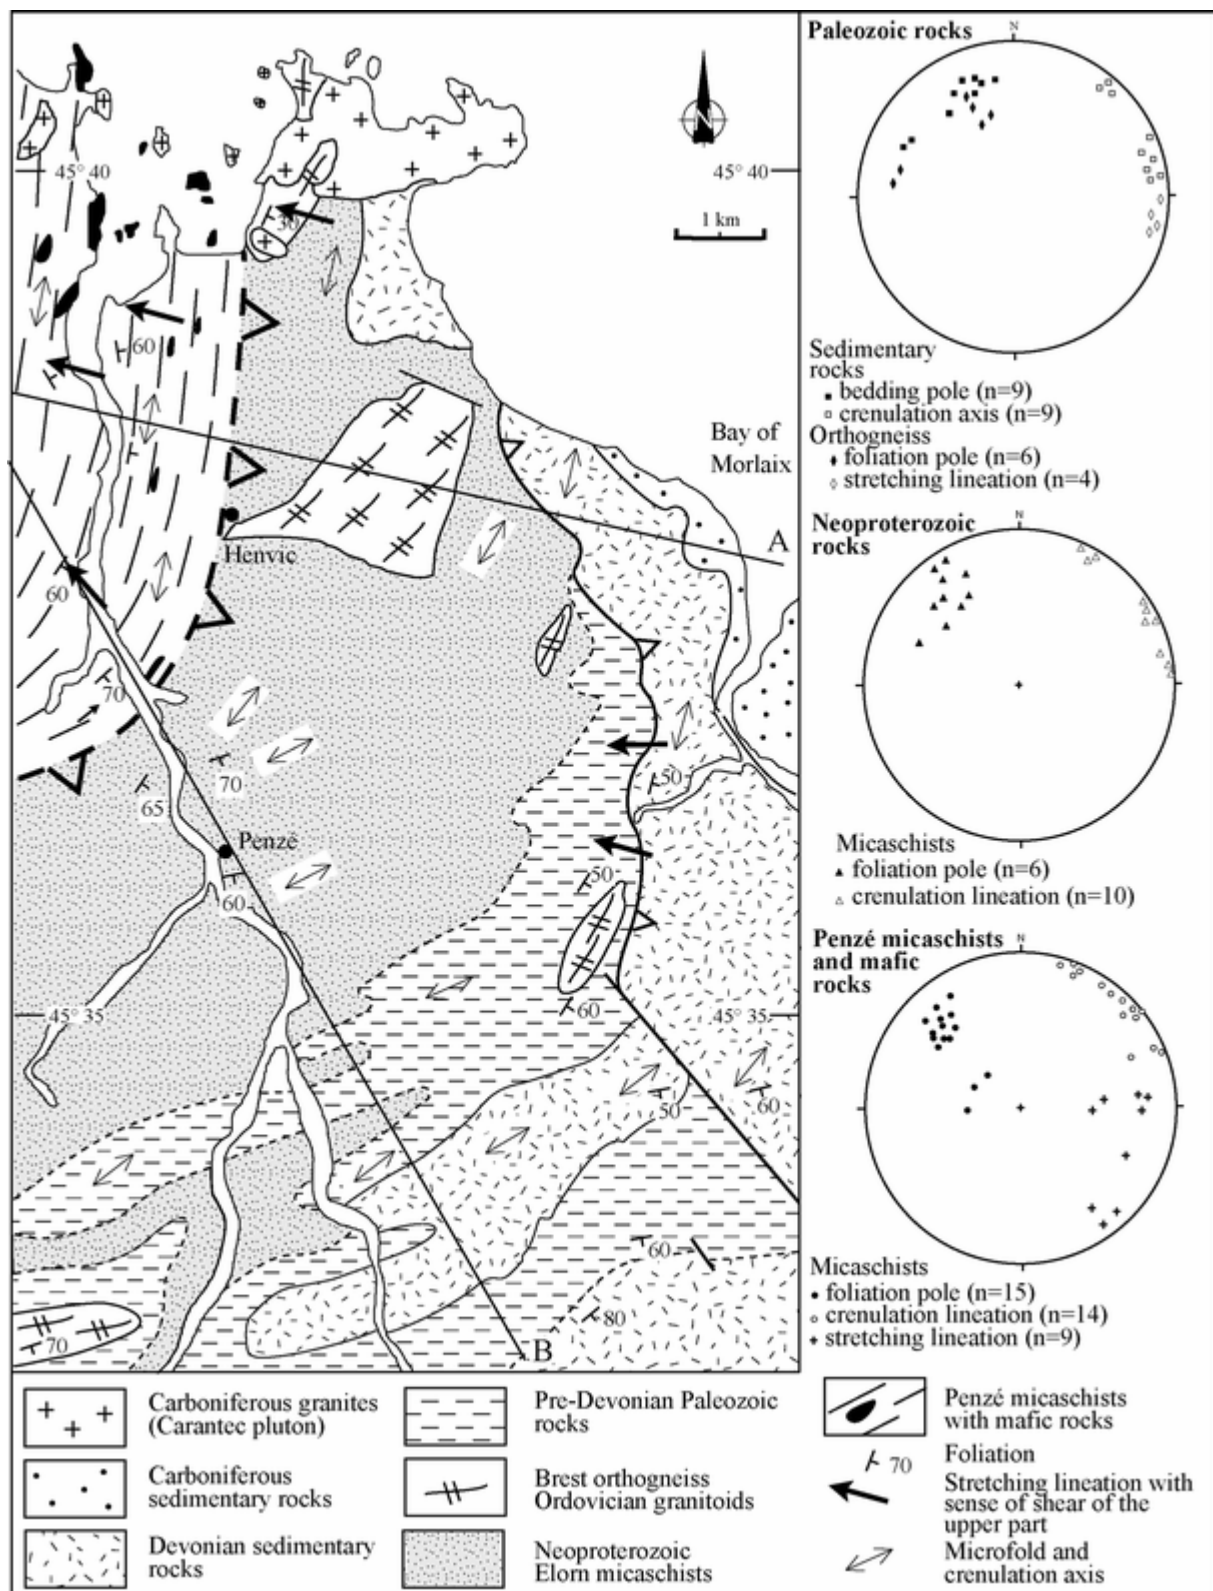 N
45° 40
45° 40
1 km
30
60
Bay of
Morlaix
A
Henvic
60
70
70
65
50
Penzé
60
50
60
45° 35
45° 35
50
60
60
80
70
B
Paleozoic rocks
N
Sedimentary
rocks
bedding pole (n=9)
crenulation axis (n=9)
Orthogneiss
foliation pole (n=6)
stretching lineation (n=4)
Neoproterozoic
rocks
N
Micaschists
foliation pole (n=6)
crenulation lineation (n=10)
Penzé micaschists
and mafic
rocks
N
Micaschists
foliation pole (n=15)
crenulation lineation (n=14)
stretching lineation (n=9)
Carboniferous granites
(Carantec pluton)
Carboniferous
sedimentary rocks
Devonian sedimentary
rocks
Pre-Devonian Paleozoic
rocks
Brest orthogneiss
Ordovician granitoids
Neoproterozoic
Elorn micaschists
Penzé micaschists
with mafic rocks
70
Foliation
Stretching lineation with
sense of shear of the
upper part
Microfold and
crenulation axis